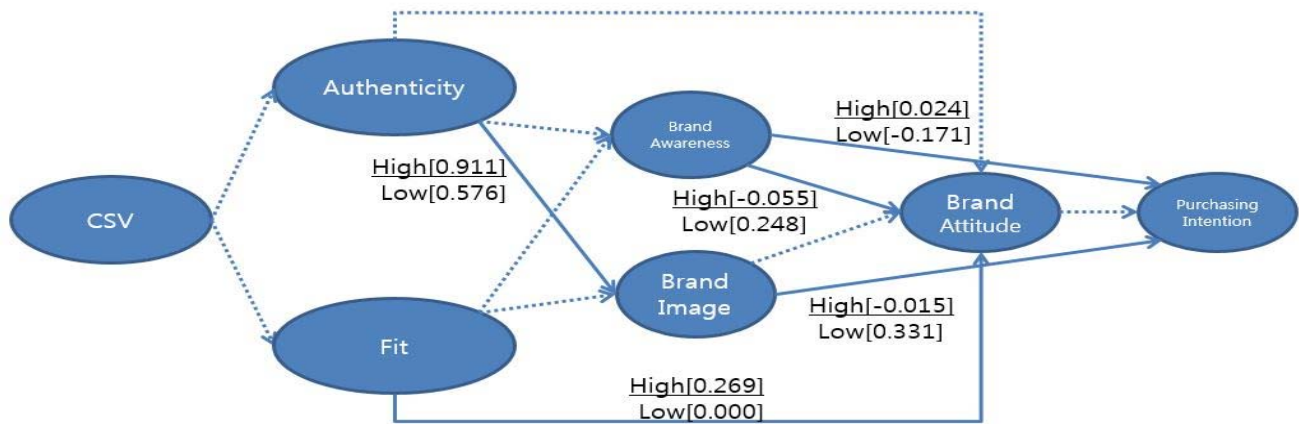 Authenticity
Brand
Awareness
High[0.024]
Low[-0.171]
High[0.911]
Low[0.576]
CSV
High[-0.055]
Low[0.248]
Brand
Attitude
Purchasing
Intention
Brand
Image
High[-0.015]
Low[0.331]
Fit
High[0.269]
Low[0.000]